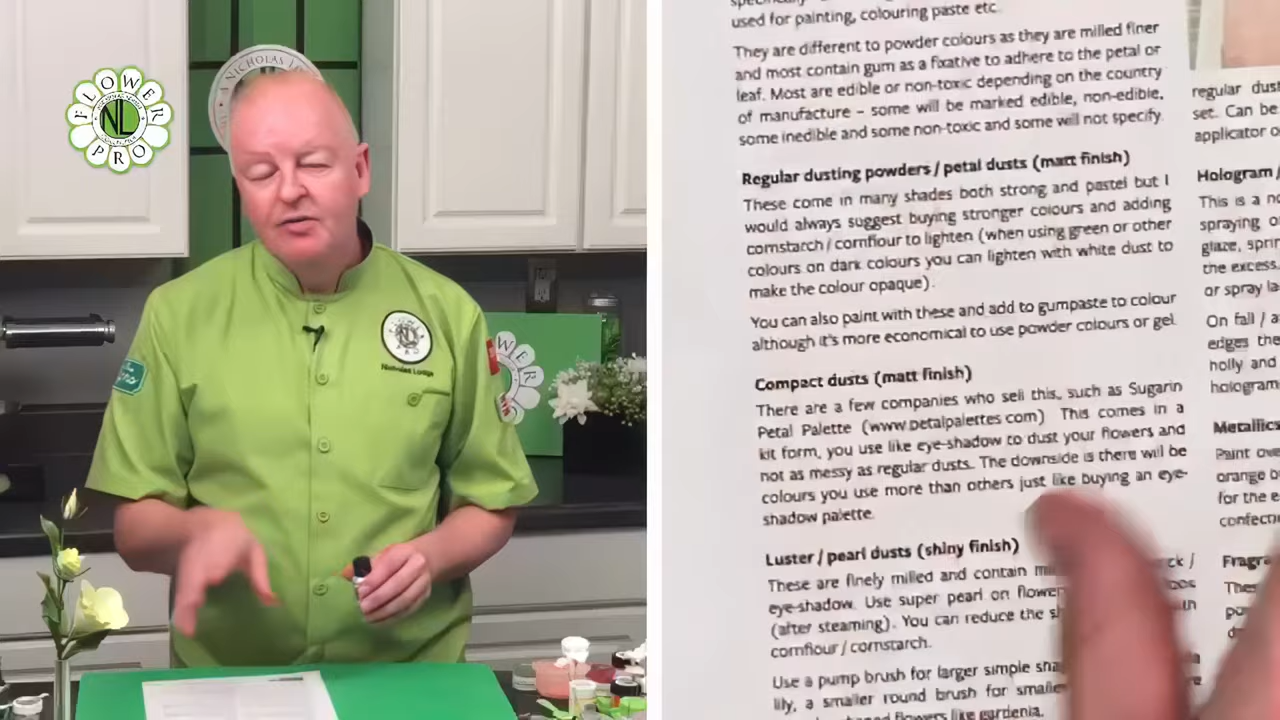 FLOWER
NL
PRO
A NICHOLAS LO
NL
Nicholas Lodge
used for painting, colouring paste etc.
They are different to powder colours as they are milled finer
and most contain gum as a fixative to adhere to the petal or
leaf. Most are edible or non-toxic depending on the country
of manufacture – some will be marked edible, non-edible,
some inedible and some non-toxic and some will not specify.
Regular dusting powders / petal dusts (matt finish)
These come in many shades both strong and pastel but I
would always suggest buying stronger colours and adding
cornstarch / cornflour to lighten (when using green or other
colours on dark colours you can lighten with white dust to
make the colour opaque).
You can also paint with these and add to gumpaste to colour
although it's more economical to use powder colours or gel.
Compact dusts (matt finish)
There are a few companies who sell this, such as Sugarin
Petal Palette (www.petalpalettes.com) This comes in a
kit form, you use like eye-shadow to dust your flowers and
not as messy as regular dusts. The downside is there will be
colours you use more than others just like buying an eye-
shadow palette.
Luster / pearl dusts (shiny finish)
These are finely milled and contain mi ck /
eye-shadow. Use super pearl on flower
(after steaming). You can reduce the s
cornflour / cornstarch.
Use a pump brush for larger simple sha
lily, a smaller round brush for smaller
flowers like gardenia.
regular dust
set. Can be
applicator o
Hologram /
This is a no
spraying o
glaze, sprin
the excess.
or spray la
On fall / a
edges the
holly and
hologram
Metallics
Paint ove
orange b
for the e
confect
Fragra
Thes